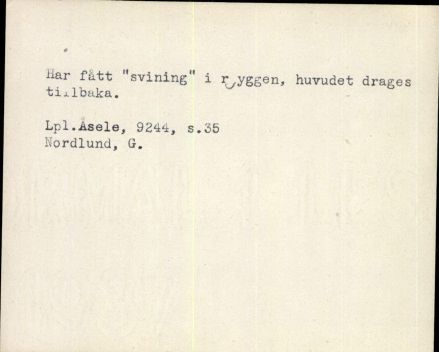 Har fått "svining" i ryggen, huvudet drages
tillbaka.
Lpl.Åsele, 9244, s.35
Nordlund, G.